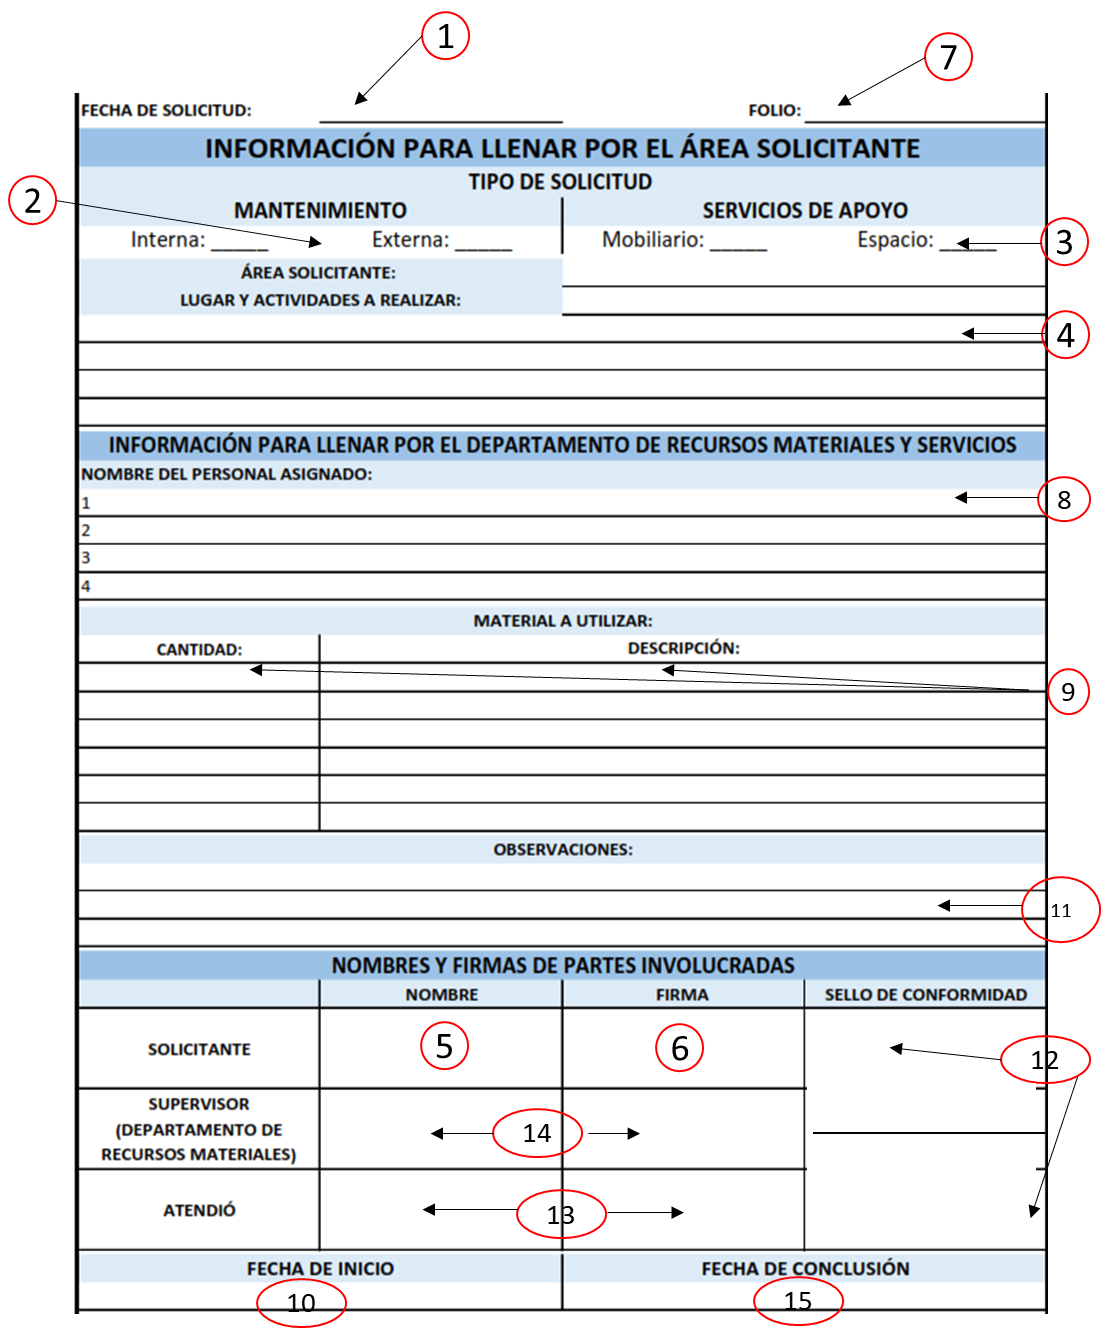 1
7
FECHA DE SOLICITUD: FOLIO:
INFORMACIÓN PARA LLENAR POR EL ÁREA SOLICITANTE
TIPO DE SOLICITUD
2
MANTENIMIENTO SERVICIOS DE APOYO
Interna: _____ Externa: _____ Mobiliario: _____ Espacio: _____
3
ÁREA SOLICITANTE:
LUGAR Y ACTIVIDADES A REALIZAR:
4
INFORMACIÓN PARA LLENAR POR EL DEPARTAMENTO DE RECURSOS MATERIALES Y SERVICIOS
NOMBRE DEL PERSONAL ASIGNADO:
1
8
2
3
4
MATERIAL A UTILIZAR:
CANTIDAD: DESCRIPCIÓN:
9
OBSERVACIONES:
11
NOMBRES Y FIRMAS DE PARTES INVOLUCRADAS
NOMBRE FIRMA SELLO DE CONFORMIDAD
SOLICITANTE 5 6 12
SUPERVISOR
(DEPARTAMENTO DE
RECURSOS MATERIALES)
14
ATENDIÓ 13
FECHA DE INICIO FECHA DE CONCLUSIÓN
10 15